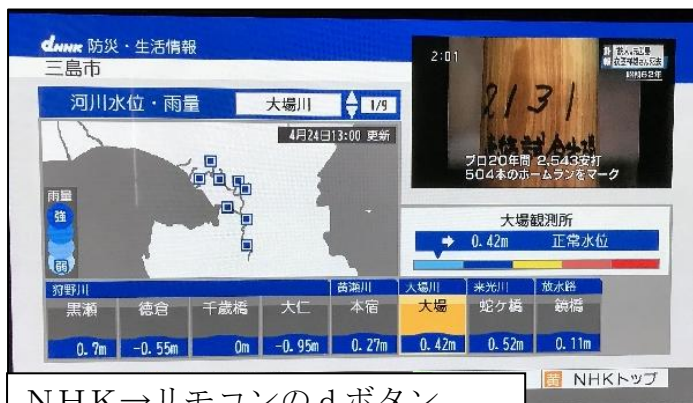 dNHK 防災・生活情報
三島市
河川水位・雨量 大場川 1/9
4月24日13:00 更新
雨量
強
弱
2:01
昭和62年
2131
プロ20年間 2,543安打
504本のホームランをマーク
大場観測所
0.42m 正常水位
狩野川 黄瀬川 大場川 来光川 放水路
黒瀬 徳倉 千歳橋 大仁 本宿 大場 蛇ケ橋 鏡橋
0.7m -0.55m 0m -0.95m 0.27m 0.42m 0.52m 0.11m
黄 NHKトップ
NHK→リモコンのdボタン